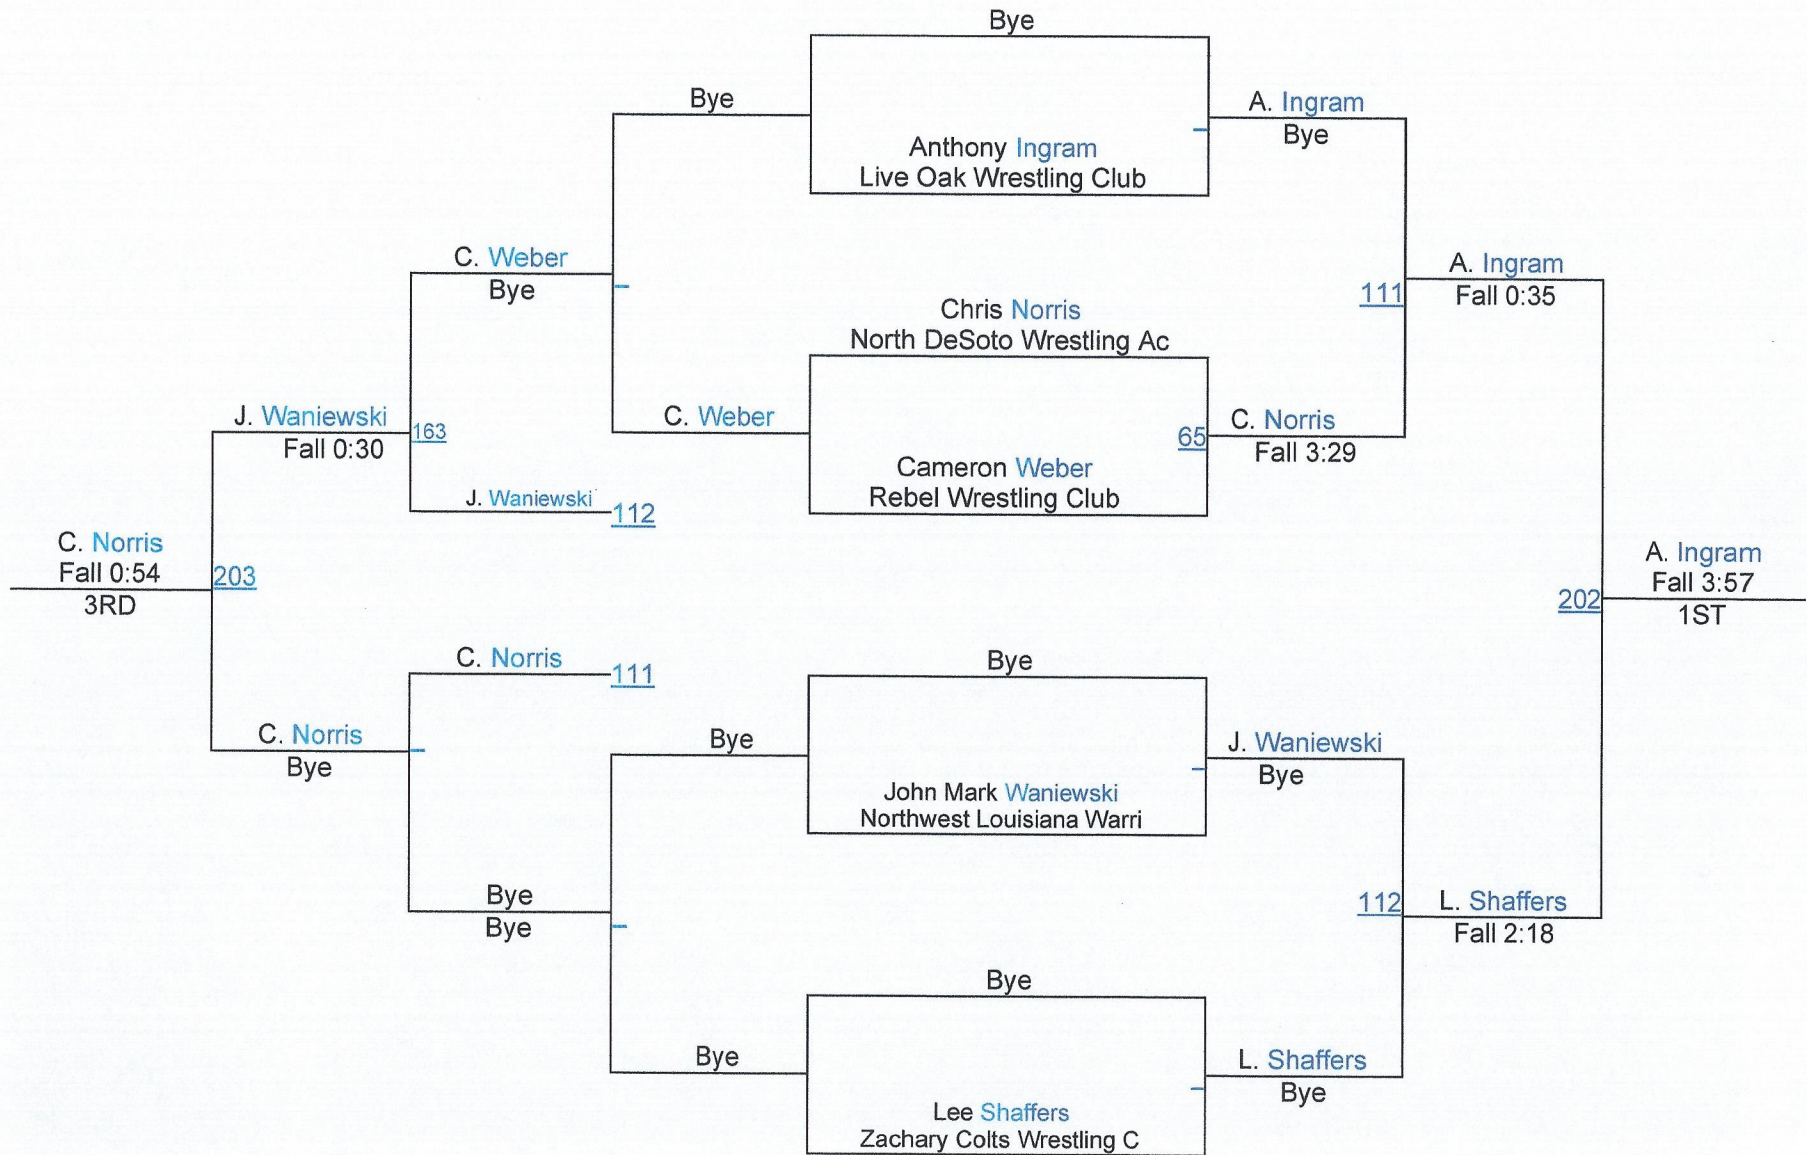 Bye
Bye
A. Ingram
Bye
Anthony Ingram
Live Oak Wrestling Club
C. Weber
Bye
A. Ingram
Fall 0:35
111
Chris Norris
North DeSoto Wrestling Ac
J. Waniewski
Fall 0:30
163
C. Weber
65
C. Norris
Fall 3:29
Cameron Weber
Rebel Wrestling Club
J. Waniewski
112
C. Norris
Fall 0:54
3RD
203
202
A. Ingram
Fall 3:57
1ST
C. Norris
111
Bye
C. Norris
Bye
Bye
J. Waniewski
Bye
John Mark Waniewski
Northwest Louisiana Warri
Bye
Bye
112
L. Shaffers
Fall 2:18
Bye
Bye
L. Shaffers
Bye
Lee Shaffers
Zachary Colts Wrestling C